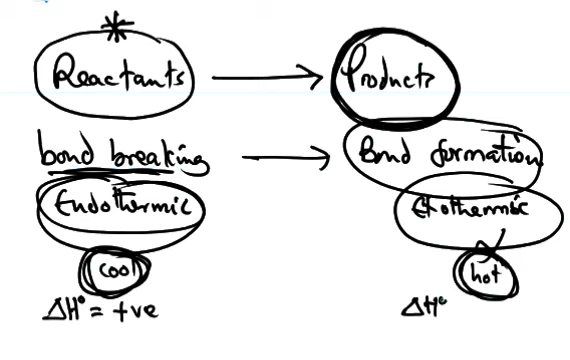 *
Reactants → Products
bond breaking → Bond formation
Endothermic Exothermic
cool hot
ΔH° = +ve ΔH°